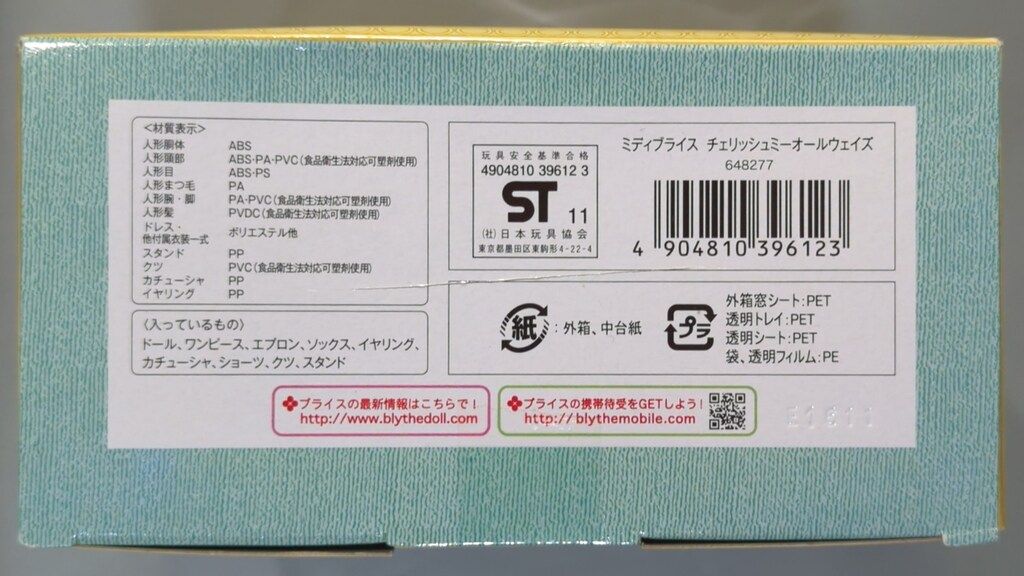 <材質表示>
人形胴体 ABS
人形頭部 ABS・PA・PVC(食品衛生法対応可塑剤使用)
人形目 ABS・PS
人形まつ毛 PA
人形腕・脚 PA・PVC(食品衛生法対応可塑剤使用)
人形髪 PVDC(食品衛生法対応可塑剤使用)
ドレス・
他付属衣装一式 ポリエステル他
スタンド PP
クツ PVC(食品衛生法対応可塑剤使用)
カチューシャ PP
イヤリング PP
〈入っているもの〉
ドール、ワンピース、エプロン、ソックス、イヤリング、
カチューシャ、ショーツ、クツ、スタンド
玩具安全基準合格
4904810 39612 3
ST 11
(社)日本玩具協会
東京都墨田区東駒形4-22-4
ミディブライス チェリッシュミーオールウェイズ
648277
4 904810 396123
紙:外箱、中台紙
プラ
外箱窓シート:PET
透明トレイ:PET
透明シート:PET
袋、透明フィルム:PE
ブライスの最新情報はこちらで!
http://www.blythedoll.com
ブライスの携帯待受をGETしよう!
http://blythemobile.com